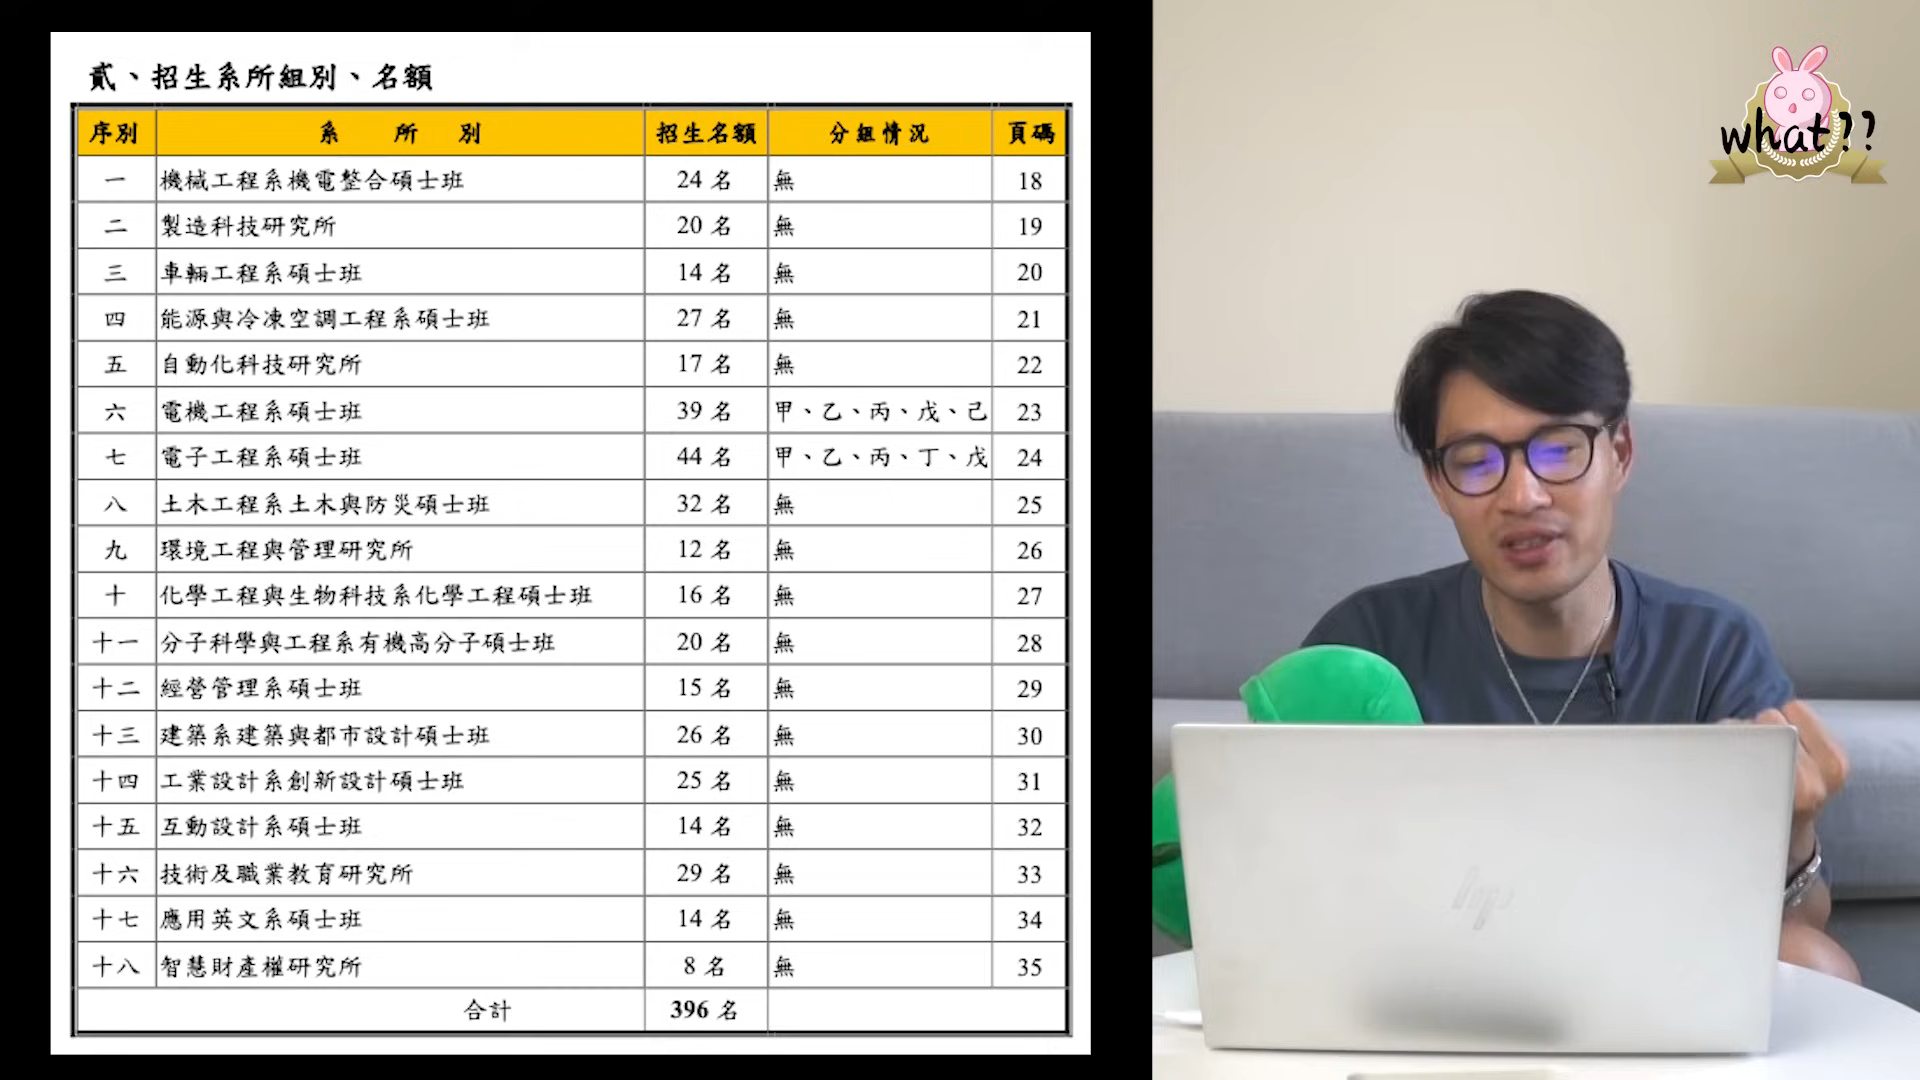 貳、招生系所組別、名額
序別 系 所 別 招生名額 分組情況 頁碼
一 機械工程系機電整合碩士班 24 名 無 18
二 製造科技研究所 20 名 無 19
三 車輛工程系碩士班 14 名 無 20
四 能源與冷凍空調工程系碩士班 27 名 無 21
五 自動化科技研究所 17 名 無 22
六 電機工程系碩士班 39 名 甲、乙、丙、戊、己 23
七 電子工程系碩士班 44 名 甲、乙、丙、丁、戊 24
八 土木工程系土木與防災碩士班 32 名 無 25
九 環境工程與管理研究所 12 名 無 26
十 化學工程與生物科技系化學工程碩士班 16 名 無 27
十一 分子科學與工程系有機高分子碩士班 20 名 無 28
十二 經營管理系碩士班 15 名 無 29
十三 建築系建築與都市設計碩士班 26 名 無 30
十四 工業設計系創新設計碩士班 25 名 無 31
十五 互動設計系碩士班 14 名 無 32
十六 技術及職業教育研究所 29 名 無 33
十七 應用英文系碩士班 14 名 無 34
十八 智慧財產權研究所 8 名 無 35
合計 396 名
what??
hp